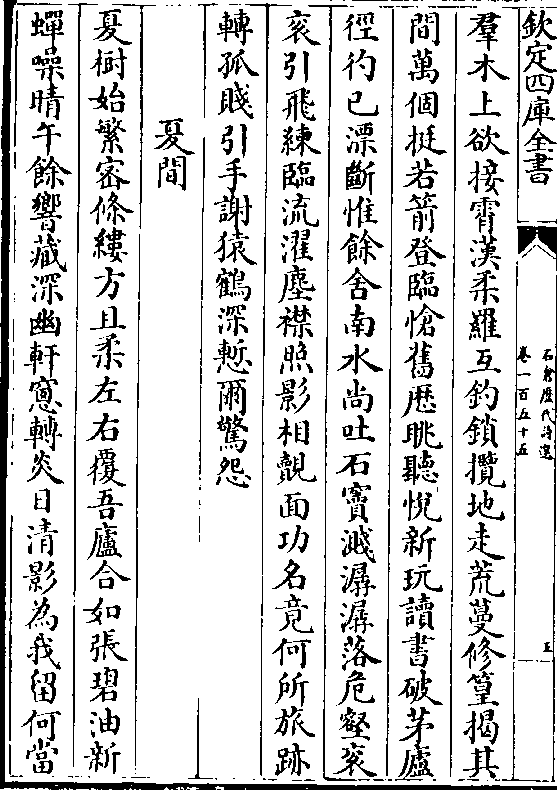 欽定四庫全書
石倉歷代詩選
卷一百五十五
五
羣木上欲接霄漢柔羅互鈎鎖攬地走荒蔓修篁揭其
間萬個挺若箭登臨愴舊歷眺聽悅新玩讀書破茅廬
徑彴已漂斷惟餘舍南水尚吐石竇濺潺潺落危壑衮
衮引飛練臨流濯塵襟照影相覿面功名竟何所旅跡
轉孤賤引手謝猿鶴深慙爾驚怨
夏間
夏樹始繁密條縷方且柔左右覆吾廬合如張碧油新
蟬噪晴午餘響藏深幽軒窻轉炎日清影為我留何當